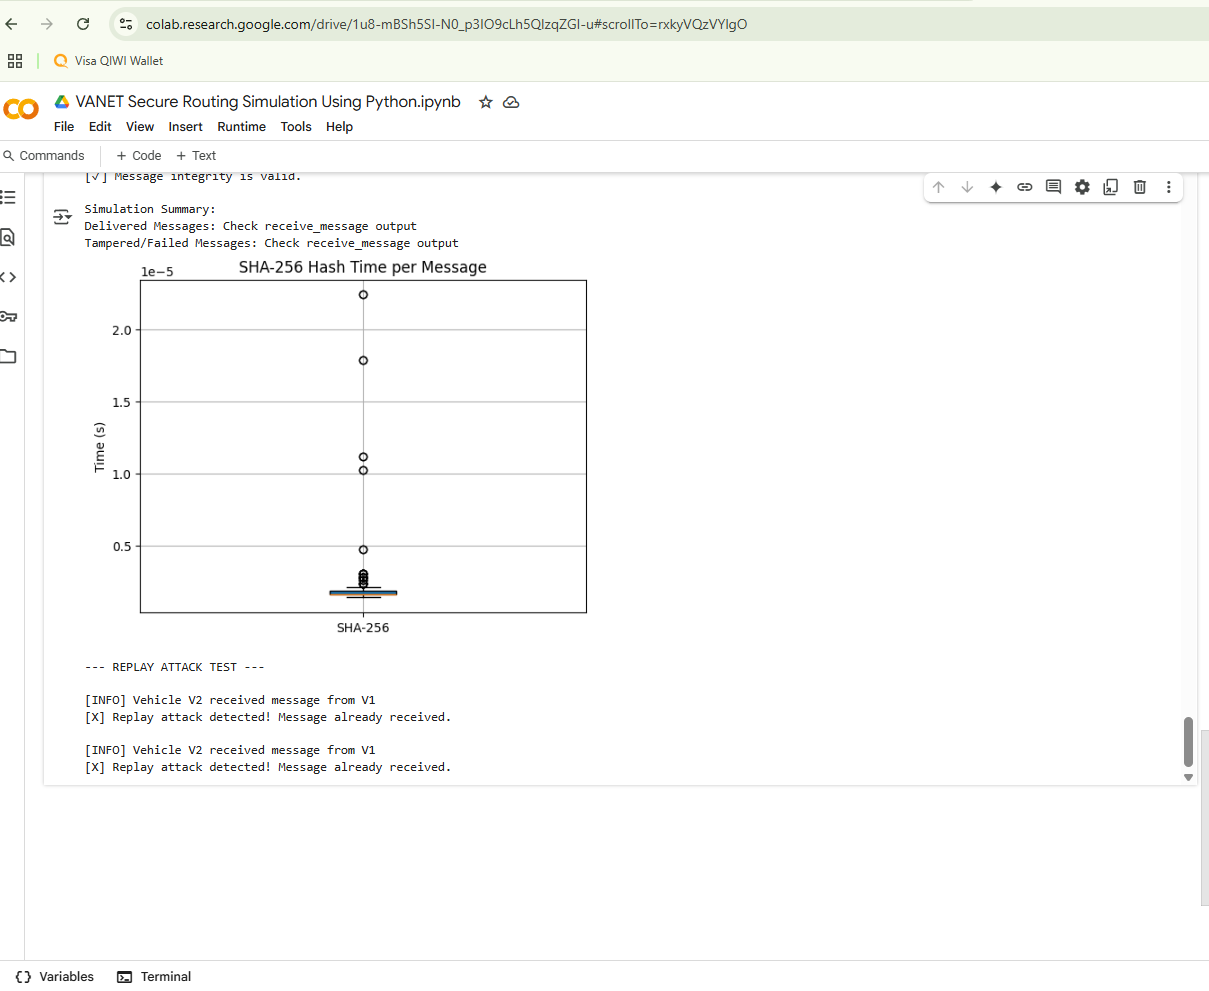 colab.research.google.com/drive/1u8-mBSh5SI-N0_p3IO9cLh5QIzqZGI-u#scrollTo=rxkyVQzVYIgO
Visa QIWI Wallet
VANET Secure Routing Simulation Using Python.ipynb
File Edit View Insert Runtime Tools Help
Commands + Code + Text
[√] Message integrity is valid.
Simulation Summary:
Delivered Messages: Check receive_message output
Tampered/Failed Messages: Check receive_message output
1e−5
SHA-256 Hash Time per Message
2.0
1.5
1.0
0.5
Time (s)
SHA-256
--- REPLAY ATTACK TEST ---
[INFO] Vehicle V2 received message from V1
[X] Replay attack detected! Message already received.
[INFO] Vehicle V2 received message from V1
[X] Replay attack detected! Message already received.
Variables Terminal